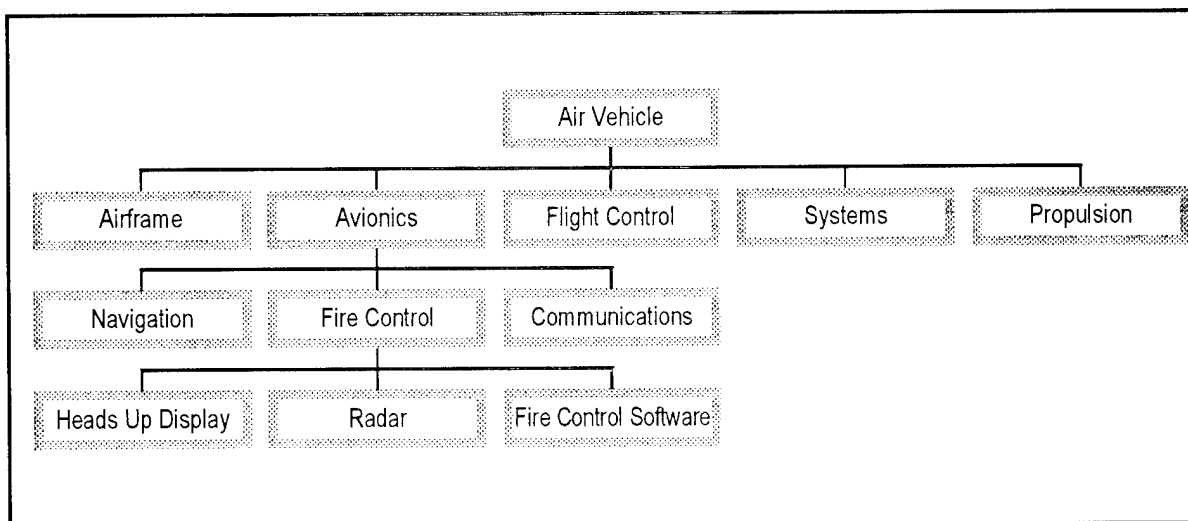 Air Vehicle
Airframe
Avionics
Flight Control
Systems
Propulsion
Navigation
Fire Control
Communications
Heads Up Display
Radar
Fire Control Software